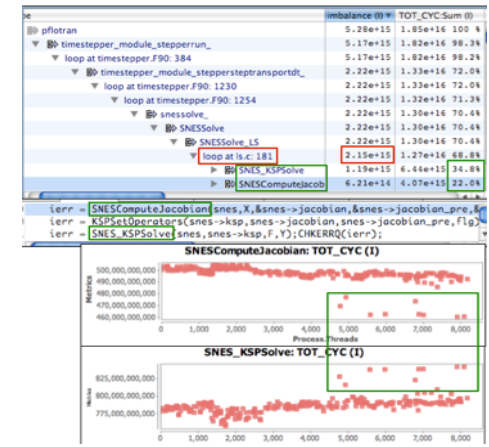 pe imbalance (I) TOT_CYC:Sum (I)
pflotran 5.28e+15 1.85e+16 100 %
timestepper_module_stepperrun_ 5.17e+15 1.82e+16 98.3%
loop at timestepper.F90: 384 5.17e+15 1.82e+16 98.2%
timestepper_module_steppersteptransportdt_ 2.22e+15 1.33e+16 72.0%
loop at timestepper.F90: 1230 2.22e+15 1.33e+16 72.0%
loop at timestepper.F90: 1254 2.22e+15 1.32e+16 71.3%
snessolve_ 2.22e+15 1.30e+16 70.4%
SNESSolve 2.22e+15 1.30e+16 70.4%
SNESSolve_LS 2.22e+15 1.30e+16 70.4%
loop at ls.c: 181 2.15e+15 1.27e+16 68.8%
SNES_KSPSolve 1.19e+15 6.44e+15 34.8%
SNESComputeJacob 6.21e+14 4.07e+15 22.0%
ierr = SNESComputeJacobian(snes,X,&snes->jacobian,&snes->jacobian_pre,&
ierr = KSPSetOperators(snes->ksp,snes->jacobian,snes->jacobian_pre,flg)
ierr = SNES_KSPSolve(snes,snes->ksp,F,Y);CHKERRQ(ierr);
SNESComputeJacobian: TOT_CYC (I)
Metrics
500,000,000,000
490,000,000,000
480,000,000,000
470,000,000,000
460,000,000,000
0 1,000 2,000 3,000 4,000 5,000 6,000 7,000 8,000
Process.Threads
SNES_KSPSolve: TOT_CYC (I)
Metrics
825,000,000,000
800,000,000,000
775,000,000,000
0 1,000 2,000 3,000 4,000 5,000 6,000 7,000 8,000